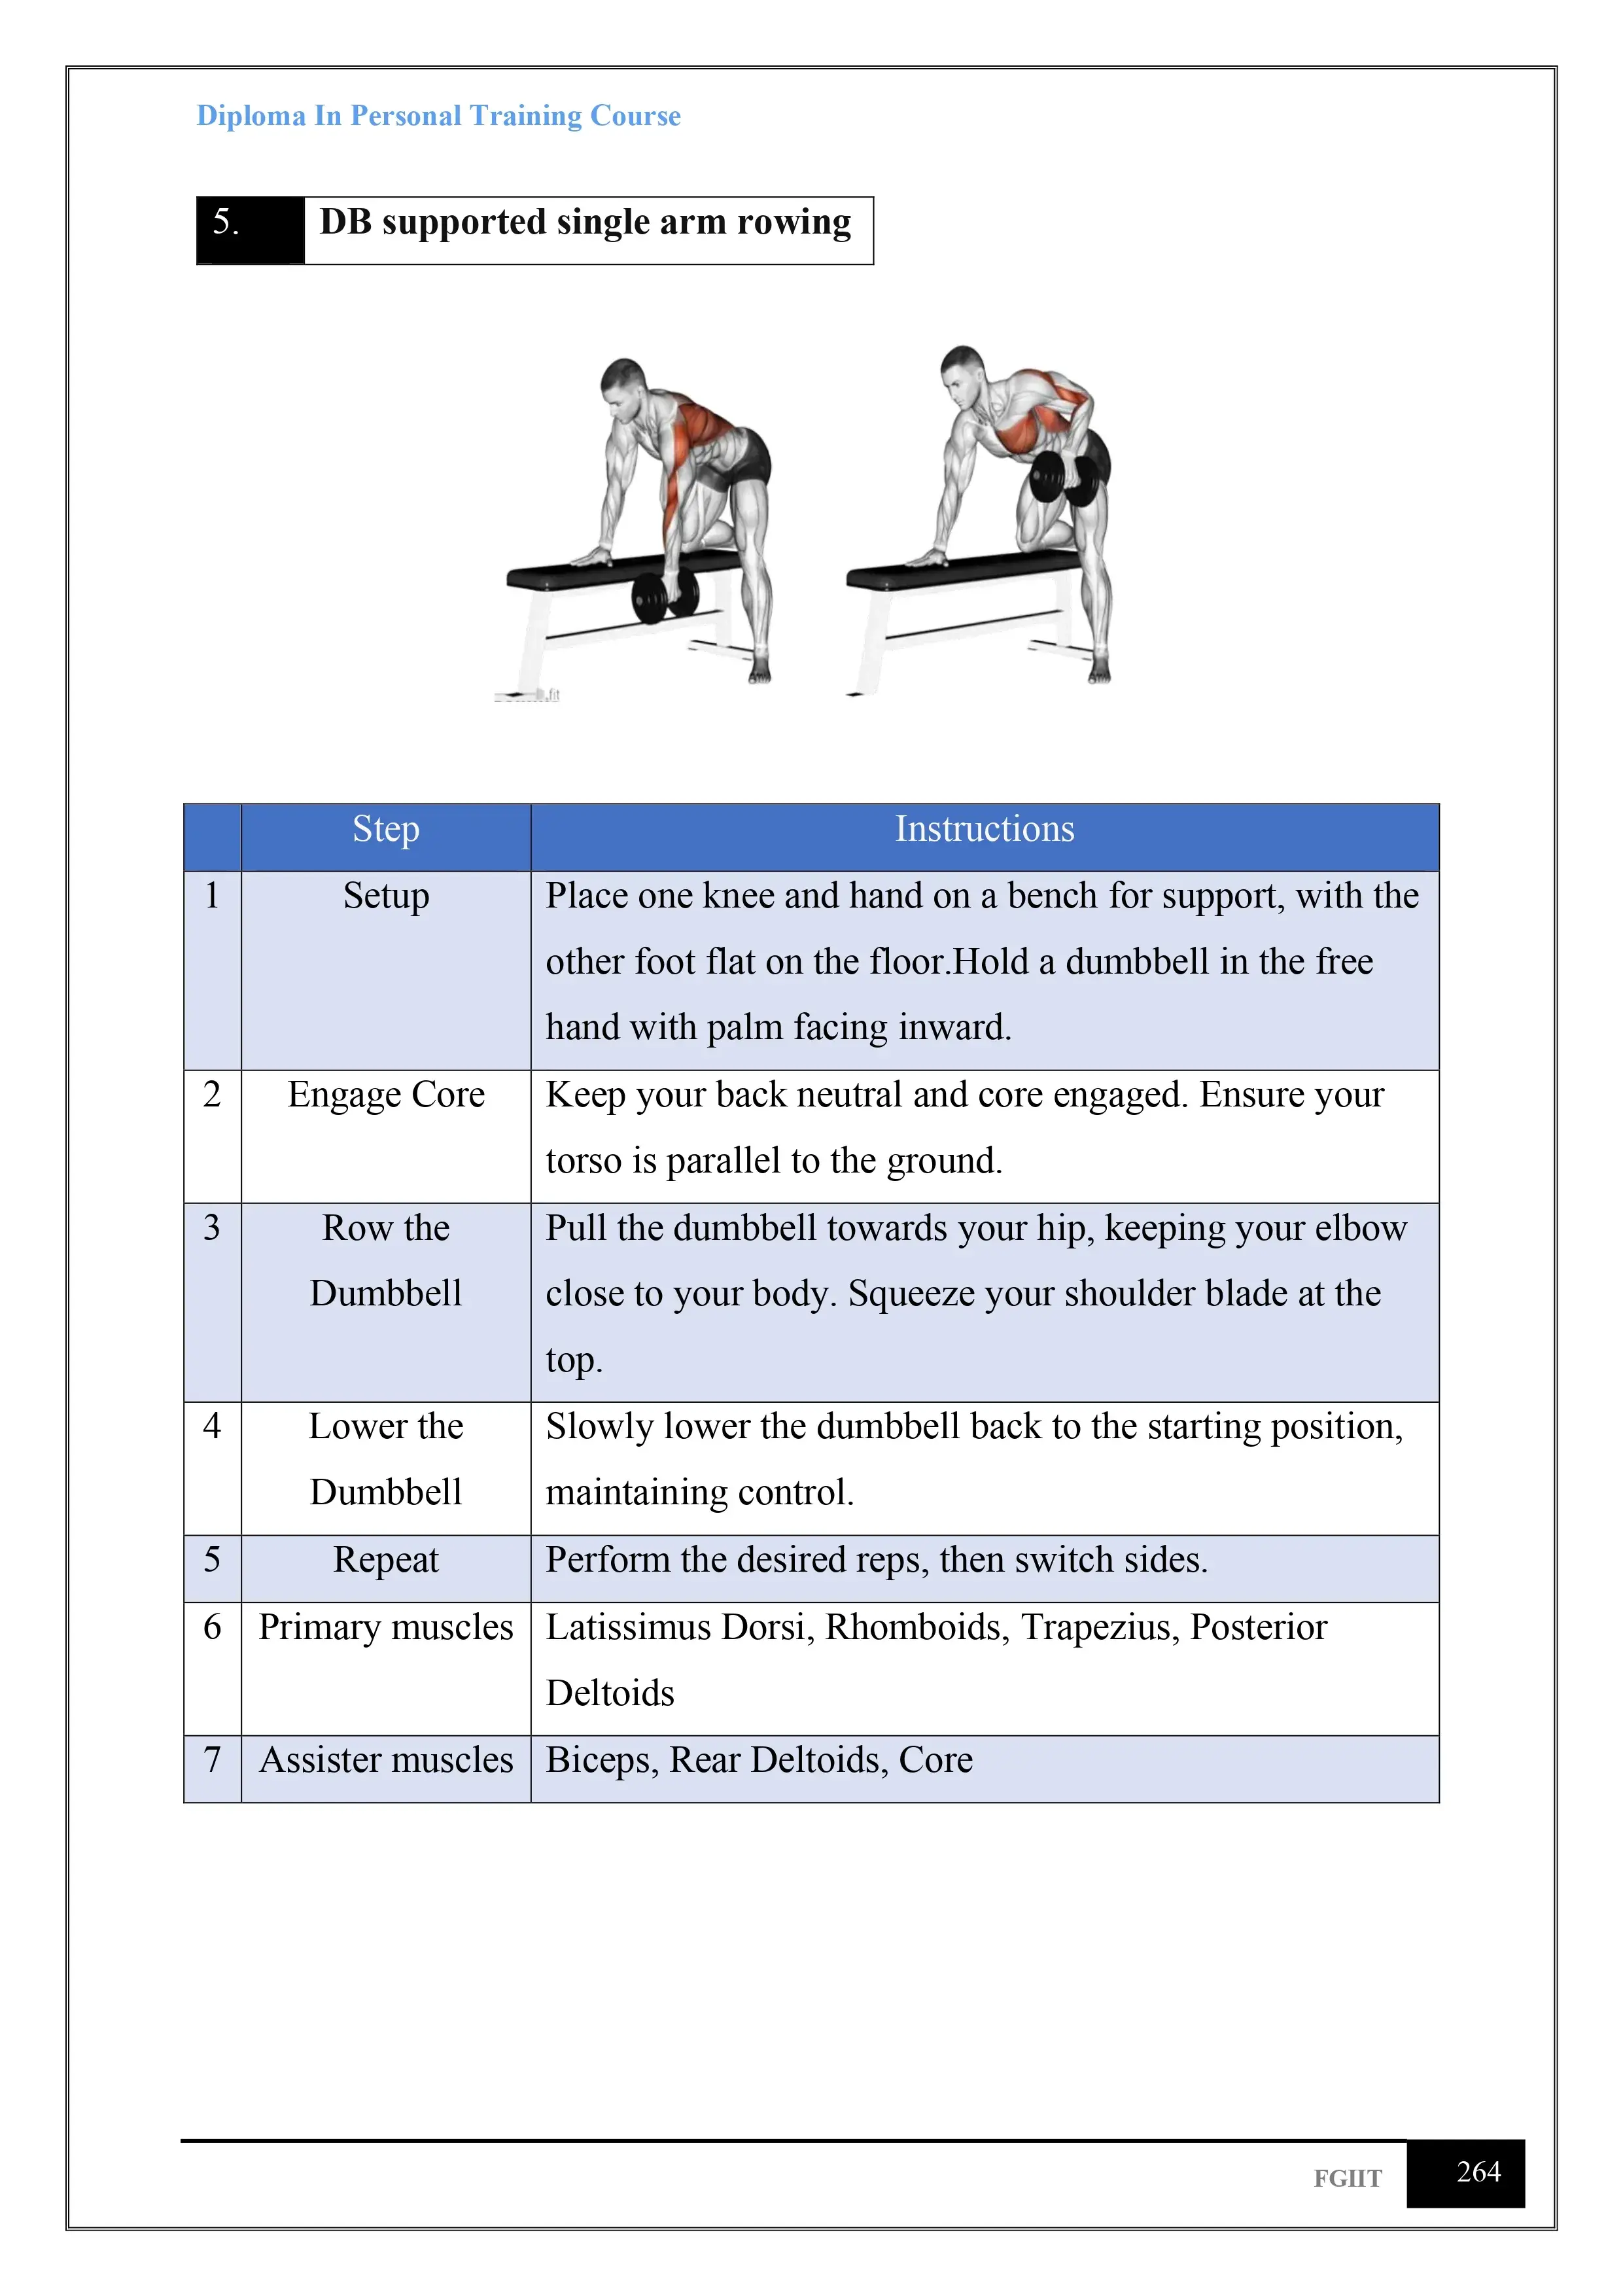 Diploma In Personal Training Course
5. DB supported single arm rowing
.fit
Step Instructions
1 Setup Place one knee and hand on a bench for support, with the
other foot flat on the floor.Hold a dumbbell in the free
hand with palm facing inward.
2 Engage Core Keep your back neutral and core engaged. Ensure your
torso is parallel to the ground.
3 Row the Pull the dumbbell towards your hip, keeping your elbow
Dumbbell close to your body. Squeeze your shoulder blade at the
top.
4 Lower the Slowly lower the dumbbell back to the starting position,
Dumbbell maintaining control.
5 Repeat Perform the desired reps, then switch sides.
6 Primary muscles Latissimus Dorsi, Rhomboids, Trapezius, Posterior
Deltoids
7 Assister muscles Biceps, Rear Deltoids, Core
FGIIT 264